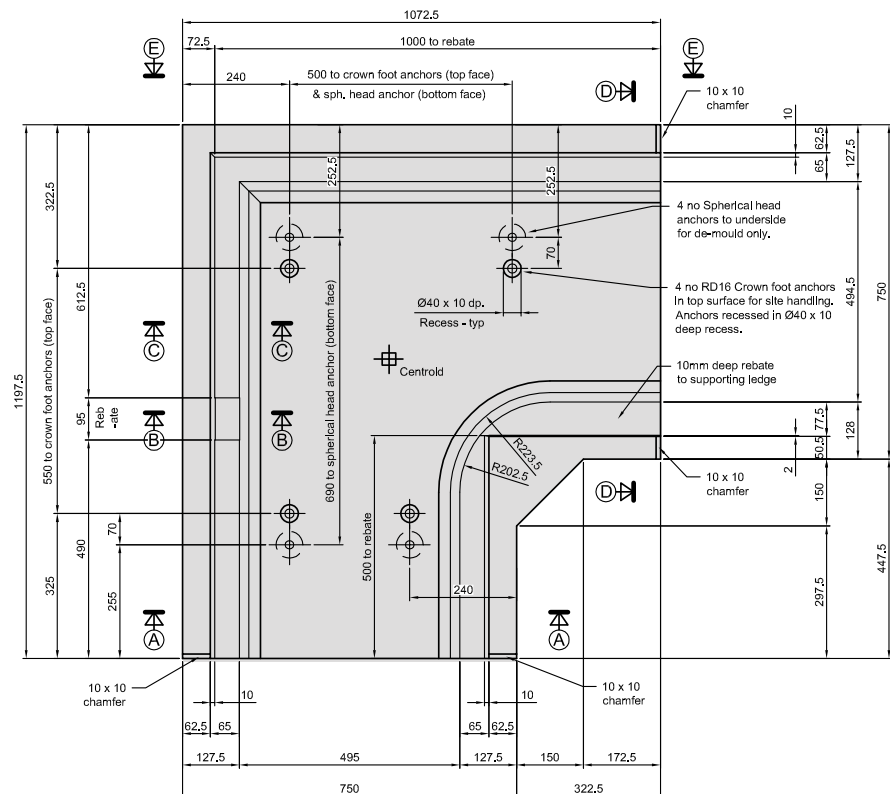 1072.5
72.5
1000 to rebate
E
E
240
500 to crown foot anchors (top face)
& sph. head anchor (bottom face)
D
10 x 10
chamfer
10
62.5
65
127.5
322.5
252.5
252.5
4 no Spherical head
anchors to underside
for de-mould only.
70
612.5
4 no RD16 Crown foot anchors
in top surface for site handling.
Anchors recessed in Ø40 x 10
deep recess.
494.5
750
Ø40 x 10 dp.
Recess - typ
C
C
Centroid
10mm deep rebate
to supporting ledge
1197.5
550 to crown foot anchors (top face)
690 to spherical head anchor (bottom face)
95
Reb
-ate
B
B
R223.5
R202.5
77.5
50.5
128
2
10 x 10
chamfer
D
150
500 to rebate
70
490
325
255
240
447.5
297.5
A
A
10 x 10
chamfer
10
10
10 x 10
chamfer
62.5
65
65
62.5
127.5
495
127.5
150
172.5
750
322.5